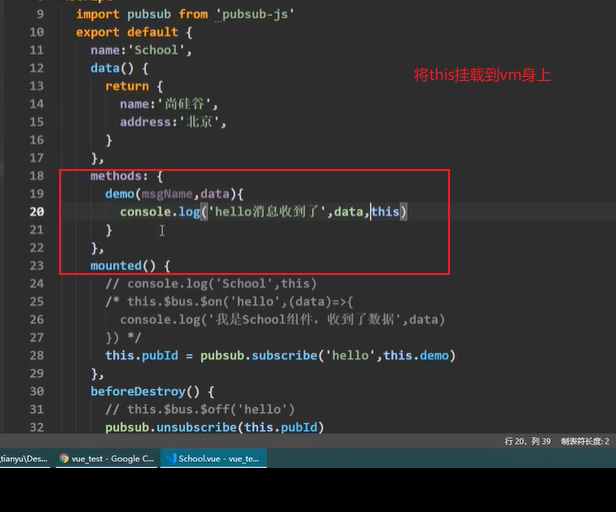 9 import pubsub from 'pubsub-js'
10 export default {
11 name:'School',
12 data() {
13 return {
14 name:'尚硅谷',
15 address:'北京',
16 }
17 },
18 methods: {
19 demo(msgName,data){
20 console.log('hello消息收到了',data,this)
21 }
22 },
23 mounted() {
24 // console.log('School',this)
25 /* this.$bus.$on('hello',(data)=>{
26 console.log('我是School组件，收到了数据',data)
27 }) */
28 this.pubId = pubsub.subscribe('hello',this.demo)
29 },
30 beforeDestroy() {
31 // this.$bus.$off('hello')
32 pubsub.unsubscribe(this.pubId)
将this挂载到vm身上
行 20，列 39 制表符长度: 2
_tianyu\Des... vue_test - Google C... School.vue - vue_te...